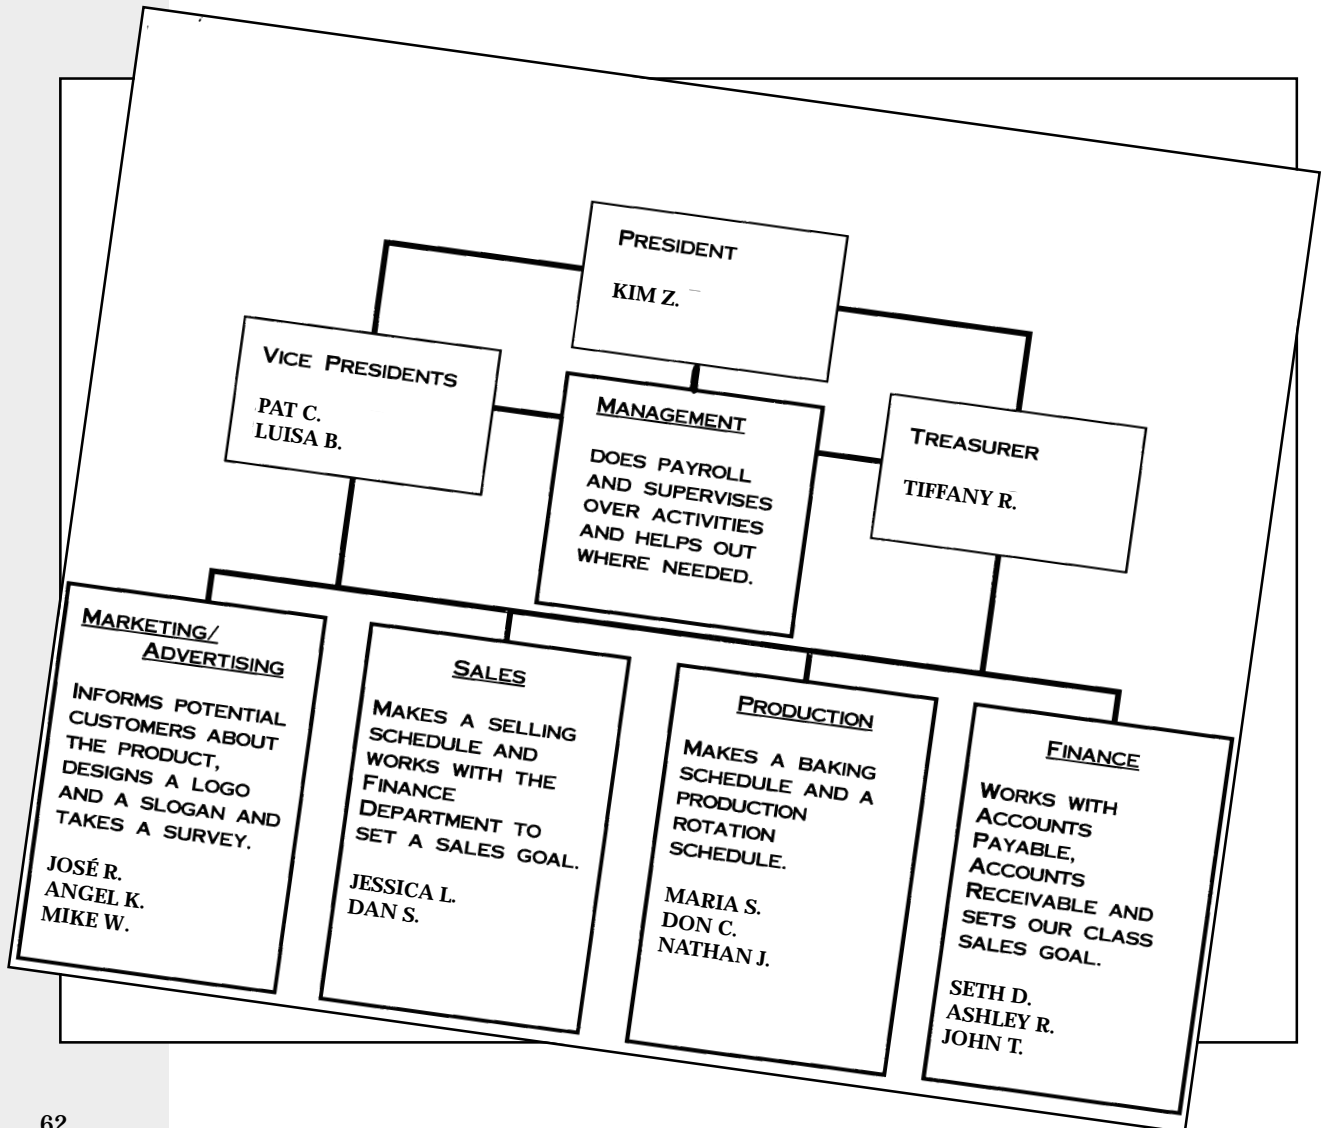 PRESIDENT
KIM Z.
VICE PRESIDENTS
PAT C.
LUISA B.
MANAGEMENT
DOES PAYROLL
AND SUPERVISES
OVER ACTIVITIES
AND HELPS OUT
WHERE NEEDED.
TREASURER
TIFFANY R.
MARKETING/
ADVERTISING
INFORMS POTENTIAL
CUSTOMERS ABOUT
THE PRODUCT,
DESIGNS A LOGO
AND A SLOGAN AND
TAKES A SURVEY.
JOSÉ R.
ANGEL K.
MIKE W.
SALES
MAKES A SELLING
SCHEDULE AND
WORKS WITH THE
FINANCE
DEPARTMENT TO
SET A SALES GOAL.
JESSICA L.
DAN S.
PRODUCTION
MAKES A BAKING
SCHEDULE AND A
PRODUCTION
ROTATION
SCHEDULE.
MARIA S.
DON C.
NATHAN J.
FINANCE
WORKS WITH
ACCOUNTS
PAYABLE,
ACCOUNTS
RECEIVABLE AND
SETS OUR CLASS
SALES GOAL.
SETH D.
ASHLEY R.
JOHN T.
62